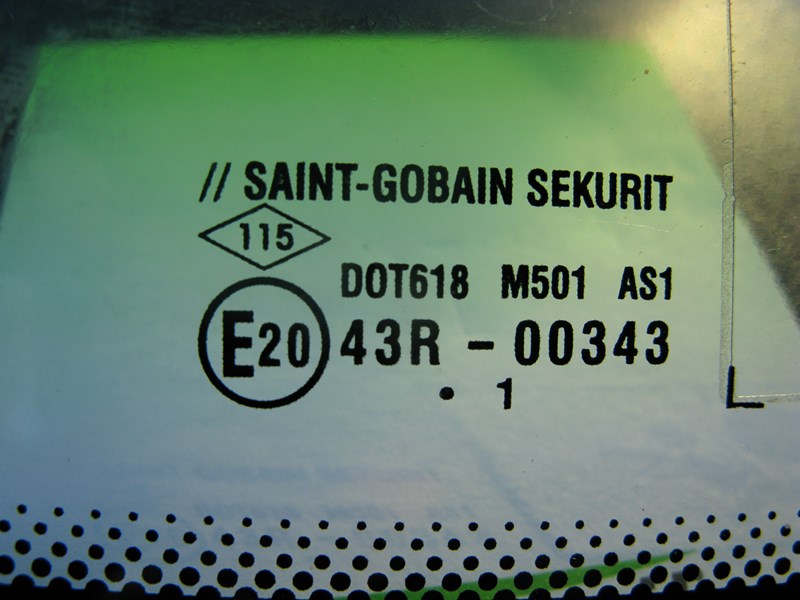 // SAINT-GOBAIN SEKURIT
115
DOT618 M501 AS1
E20 43R - 00343
. 1